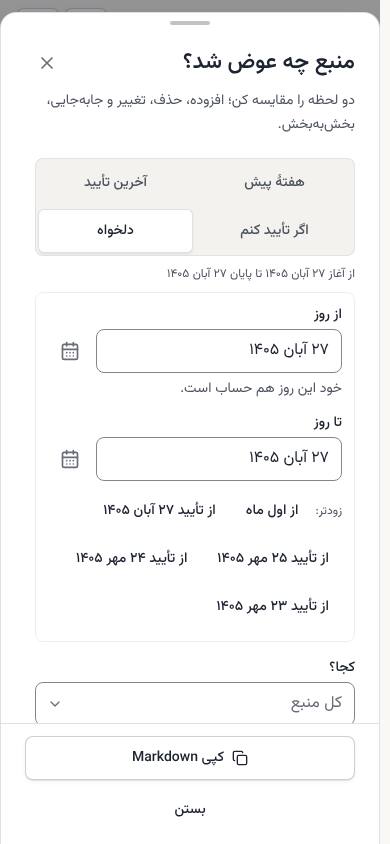 منبع چه عوض شد؟
دو لحظه را مقایسه کن؛ افزوده، حذف، تغییر و جابه‌جایی،
بخش‌به‌بخش.
هفتهٔ پیش
آخرین تأیید
اگر تأیید کنم
دلخواه
از آغاز ۲۷ آبان ۱۴۰۵ تا پایان ۲۷ آبان ۱۴۰۵
از روز
۲۷ آبان ۱۴۰۵
خود این روز هم حساب است.
تا روز
۲۷ آبان ۱۴۰۵
زودتر: از اول ماه از تأیید ۲۷ آبان ۱۴۰۵
از تأیید ۲۵ مهر ۱۴۰۵ از تأیید ۲۴ مهر ۱۴۰۵
از تأیید ۲۳ مهر ۱۴۰۵
کجا؟
کل منبع
کپی Markdown
بستن